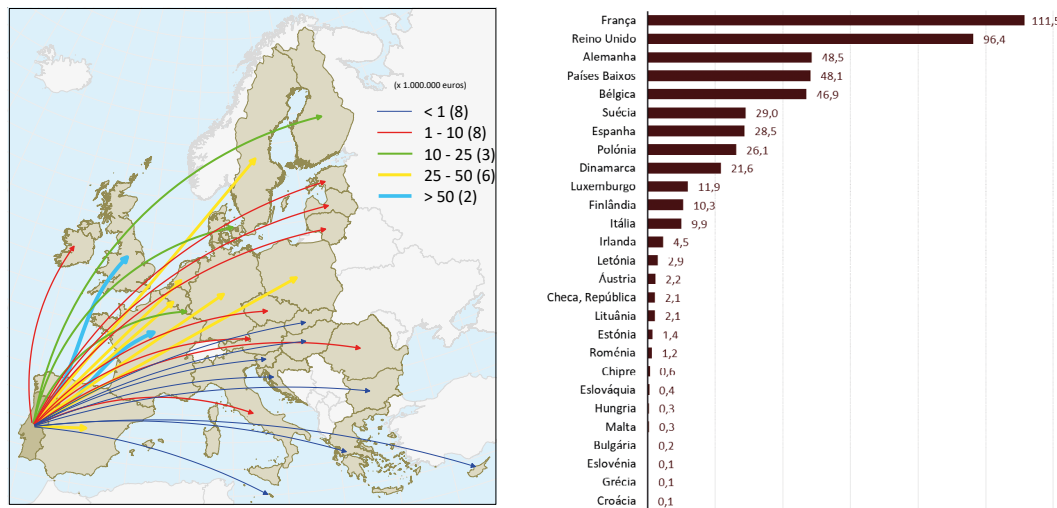 (x 1.000.000 euros)
< 1 (8)
1 - 10 (8)
10 - 25 (3)
25 - 50 (6)
> 50 (2)
França 111,5
Reino Unido 96,4
Alemanha 48,5
Países Baixos 48,1
Bélgica 46,9
Suécia 29,0
Espanha 28,5
Polónia 26,1
Dinamarca 21,6
Luxemburgo 11,9
Finlândia 10,3
Itália 9,9
Irlanda 4,5
Letónia 2,9
Áustria 2,2
Checa, República 2,1
Lituânia 2,1
Estónia 1,4
Roménia 1,2
Chipre 0,6
Eslováquia 0,4
Hungria 0,3
Malta 0,3
Bulgária 0,2
Eslovénia 0,1
Grécia 0,1
Croácia 0,1